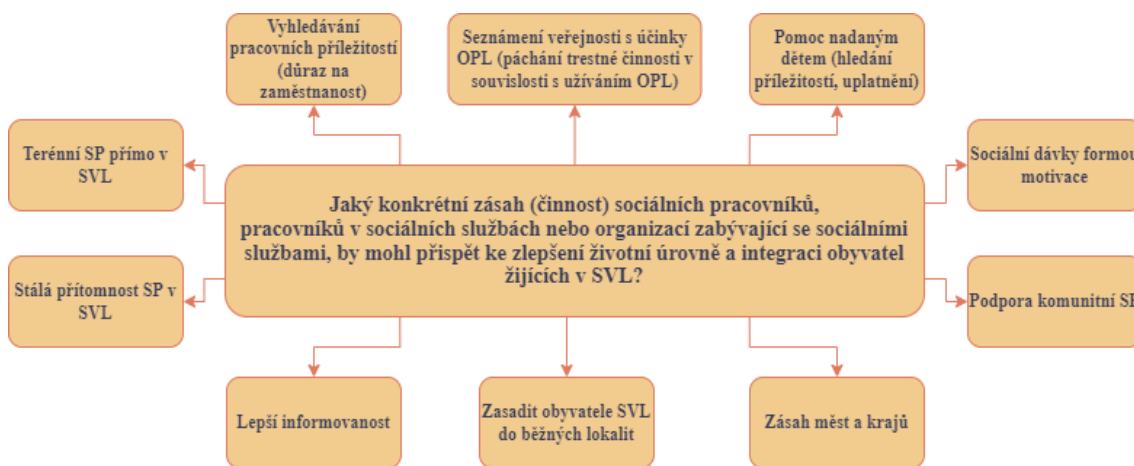 Vyhledávání
pracovních příležitostí
(důraz na
zaměstnanost)
Seznámení veřejnosti s účinky
OPL (páchání trestné činnosti v
souvislosti s užíváním OPL)
Pomoc nadaným
dětem (hledání
příležitostí, uplatnění)
Terénní SP přímo v
SVL
Sociální dávky formou
motivace
Jaký konkrétní zásah (činnost) sociálních pracovníků,
pracovníků v sociálních službách nebo organizací zabývající se sociálními
službami, by mohl přispět ke zlepšení životní úrovně a integraci obyvatel
žijících v SVL?
Stálá přítomnost SP v
SVL
Podpora komunitní SP
Lepší informovanost
Zasadit obyvatele SVL
do běžných lokalit
Zásah měst a krajů